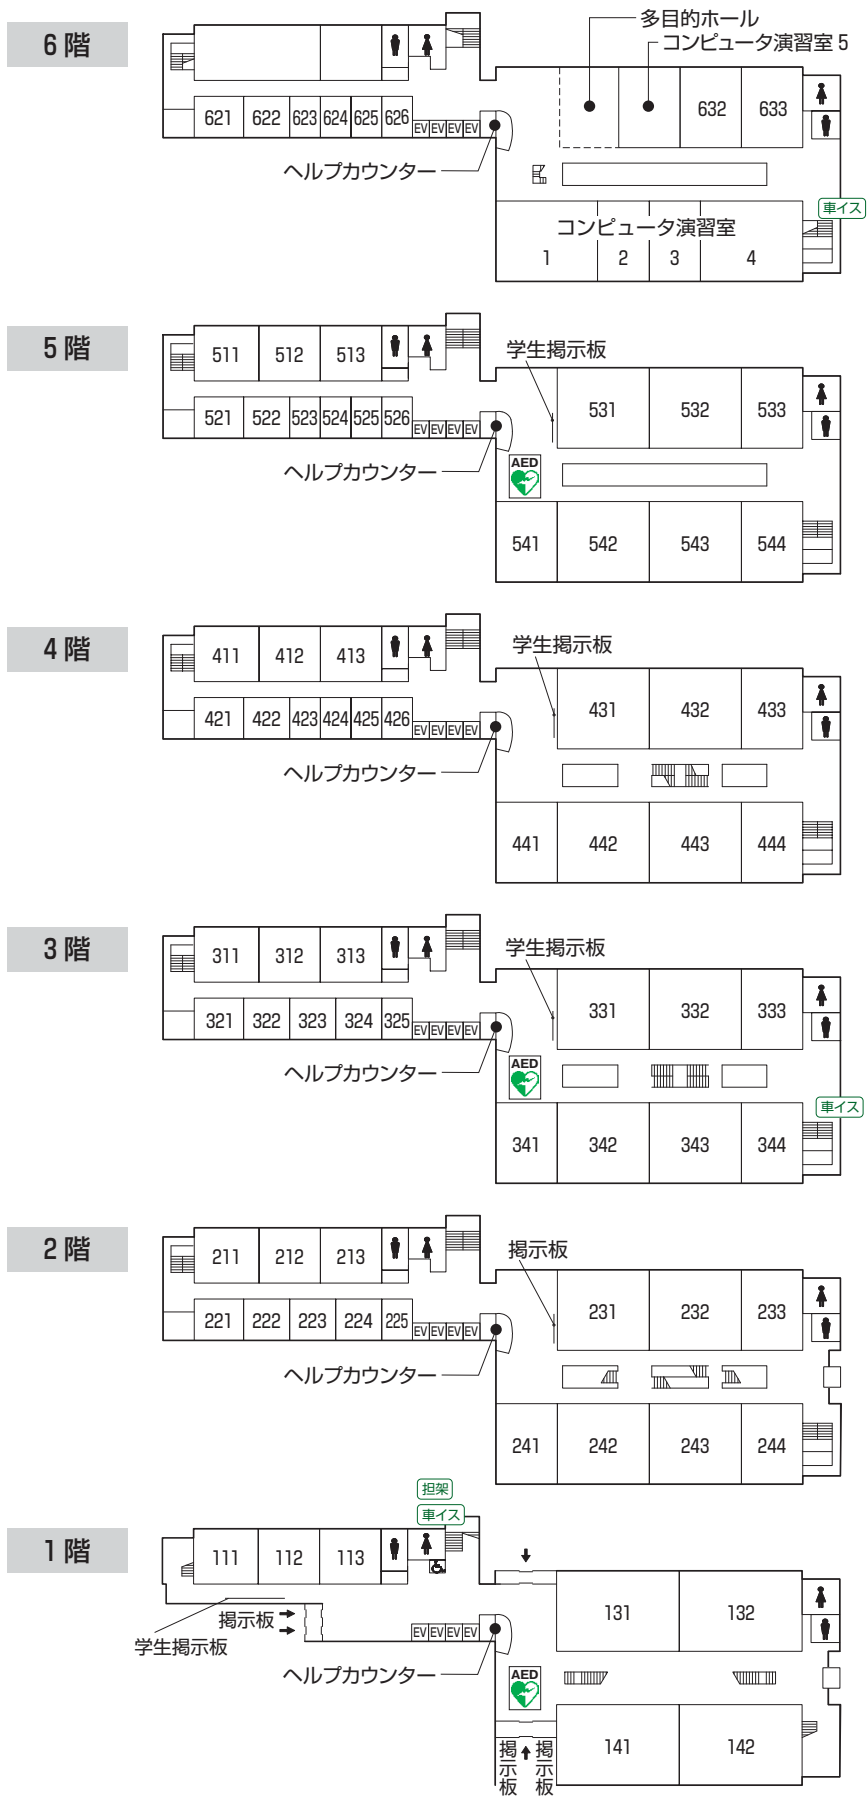 6 階
多目的ホール
コンピュータ演習室 5
621 622 623 624 625 626
EV EV EV EV
632 633
ヘルプカウンター
車イス
コンピュータ演習室
1 2 3 4
5 階
511 512 513
学生掲示板
521 522 523 524 525 526
EV EV EV EV
531 532 533
ヘルプカウンター
AED
541 542 543 544
4 階
411 412 413
学生掲示板
421 422 423 424 425 426
EV EV EV EV
431 432 433
ヘルプカウンター
441 442 443 444
3 階
311 312 313
学生掲示板
321 322 323 324 325
EV EV EV EV
331 332 333
ヘルプカウンター
AED
車イス
341 342 343 344
2 階
211 212 213
掲示板
221 222 223 224 225
EV EV EV EV
231 232 233
ヘルプカウンター
241 242 243 244
担架
車イス
1 階
111 112 113
掲示板
学生掲示板
EV EV EV EV
131 132
ヘルプカウンター
AED
141 142
掲示板
掲示板